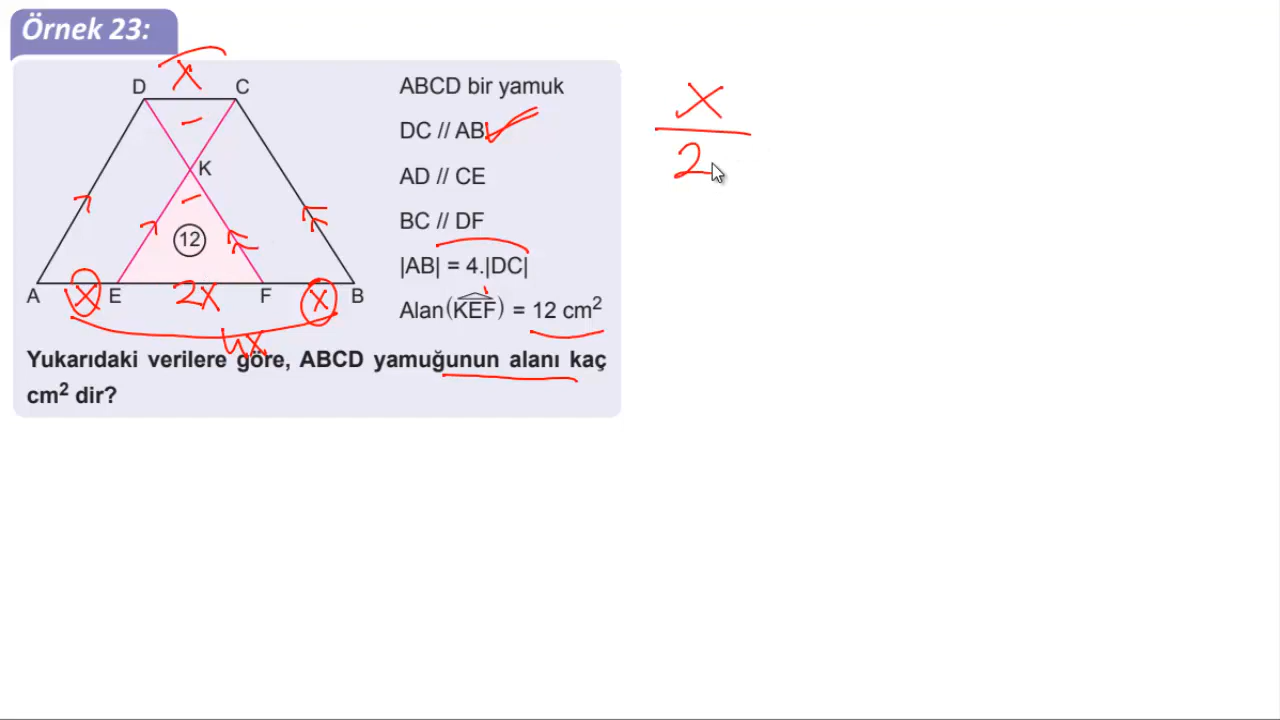 Örnek 23:
x
D C
ABCD bir yamuk
DC // AB
K
AD // CE
BC // DF
12
|AB| = 4.|DC|
A x E 2x F x B
Alan(KEF) = 12 cm²
4x
Yukarıdaki verilere göre, ABCD yamuğunun alanı kaç
cm² dir?
x
2